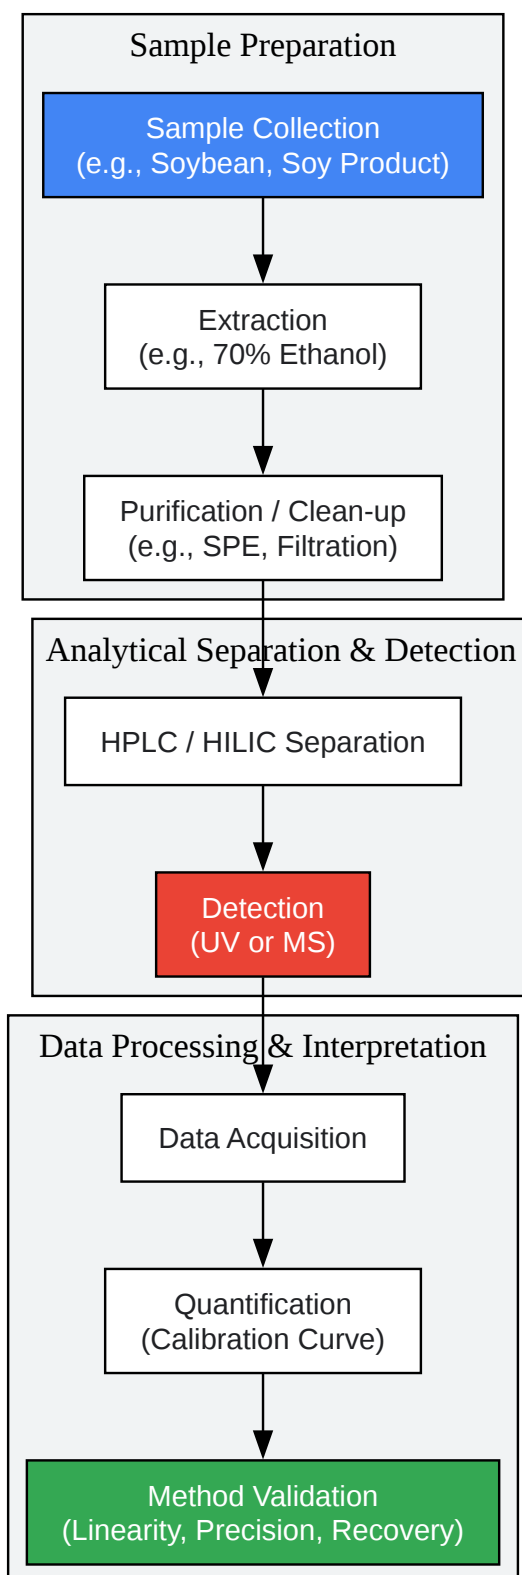 Sample Preparation
Sample Collection
(e.g., Soybean, Soy Product)
Extraction
(e.g., 70% Ethanol)
Purification / Clean-up
(e.g., SPE, Filtration)
Analytical Separation & Detection
HPLC / HILIC Separation
Detection
(UV or MS)
Data Processing & Interpretation
Data Acquisition
Quantification
(Calibration Curve)
Method Validation
(Linearity, Precision, Recovery)